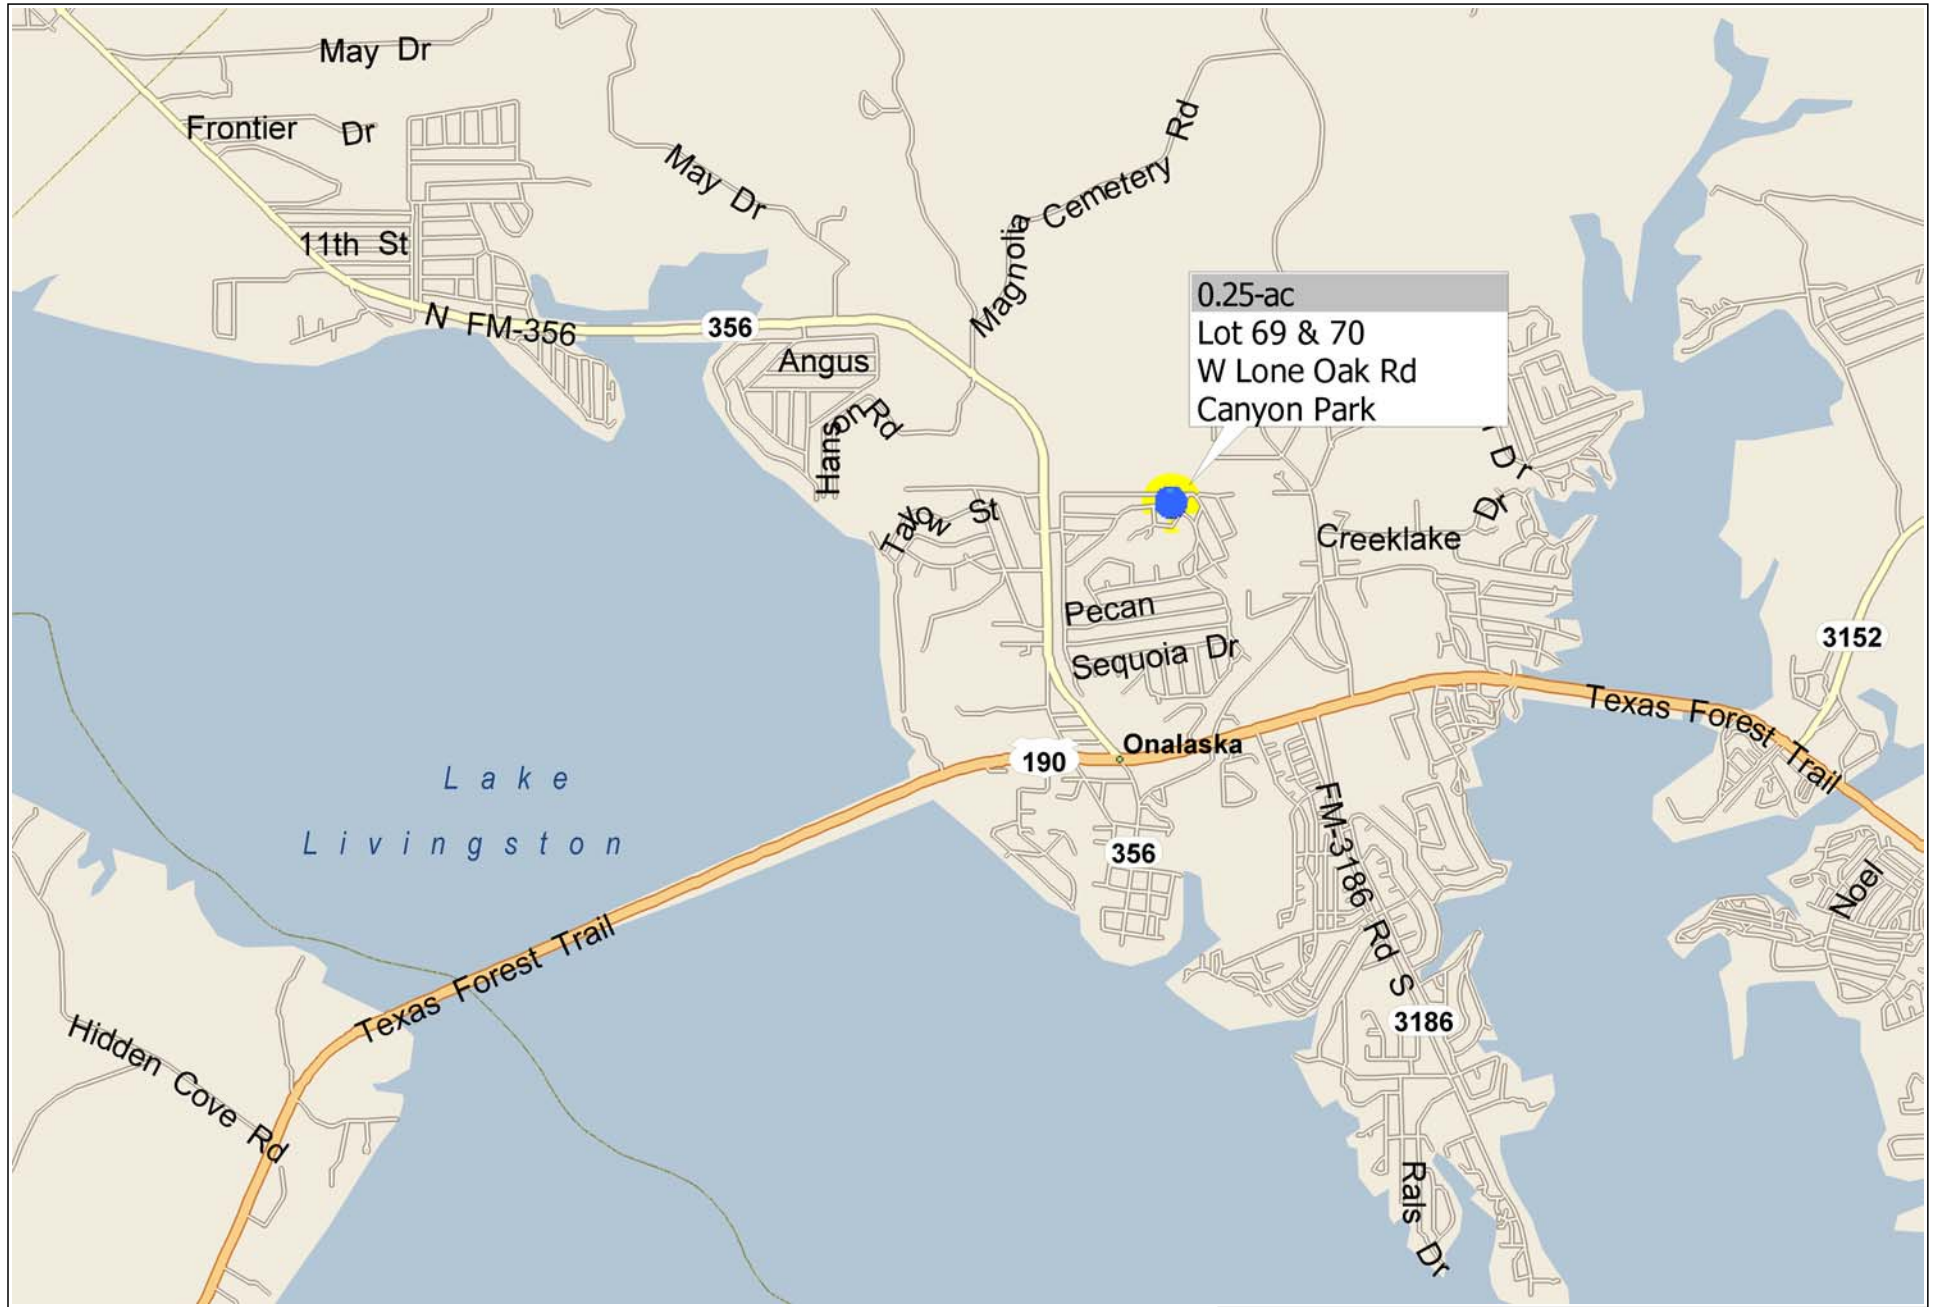 May Dr
Frontier Dr
May Dr
11th St
N FM-356
356
Magnolia Cemetery Rd
0.25-ac
Lot 69 & 70
W Lone Oak Rd
Canyon Park
Angus
Hanson Rd
Dr
Dr
St
Creeklake
Pecan
Sequoia Dr
3152
Texas Forest Trail
Onalaska
190
Lake
Livingston
FM-3186 Rd S
356
Noel
Texas Forest Trail
3186
Hidden Cove Rd
Rals Dr